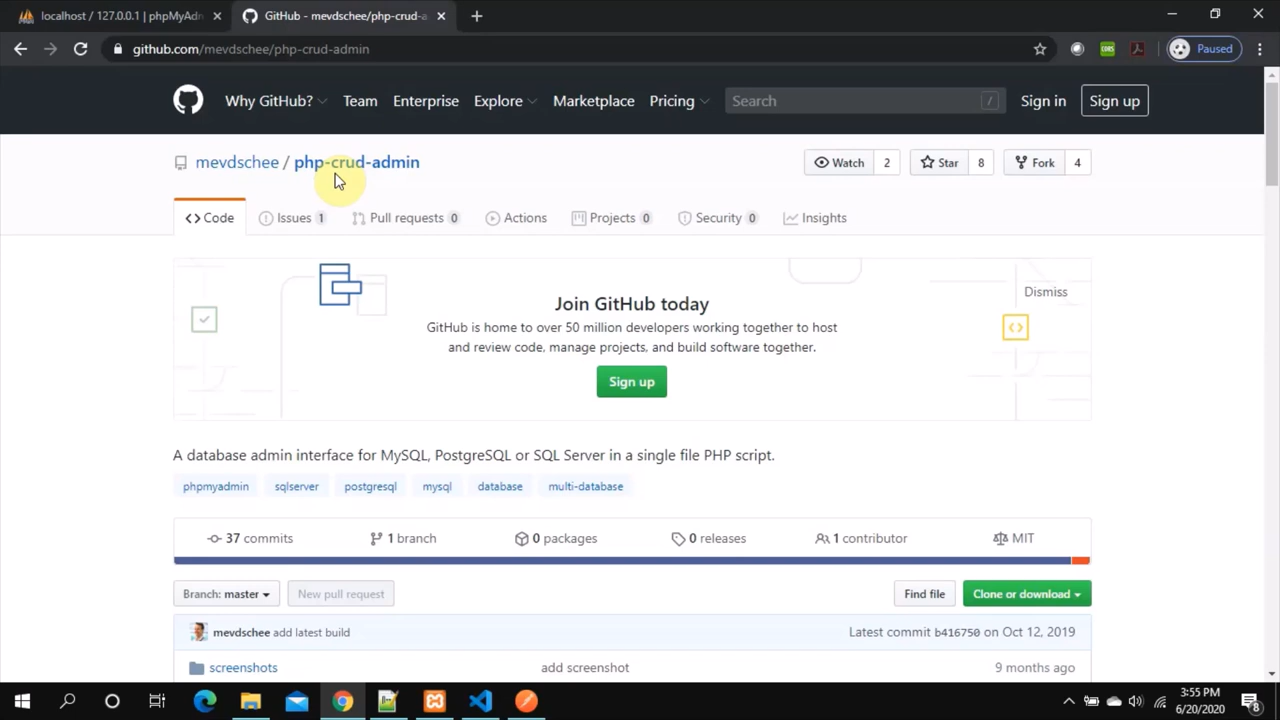 localhost / 127.0.0.1 | phpMyAdn
GitHub - mevdschee/php-crud-a
github.com/mevdschee/php-crud-admin
Paused
Why GitHub? Team Enterprise Explore Marketplace Pricing Search / Sign in Sign up
mevdschee / php-crud-admin
Watch 2 Star 8 Fork 4
Code Issues 1 Pull requests 0 Actions Projects 0 Security 0 Insights
Dismiss
Join GitHub today
GitHub is home to over 50 million developers working together to host
and review code, manage projects, and build software together.
Sign up
A database admin interface for MySQL, PostgreSQL or SQL Server in a single file PHP script.
phpmyadmin sqlserver postgresql mysql database multi-database
37 commits 1 branch 0 packages 0 releases 1 contributor MIT
Branch: master New pull request Find file Clone or download
mevdschee add latest build Latest commit b416750 on Oct 12, 2019
screenshots add screenshot 9 months ago
3:55 PM
6/20/2020
8